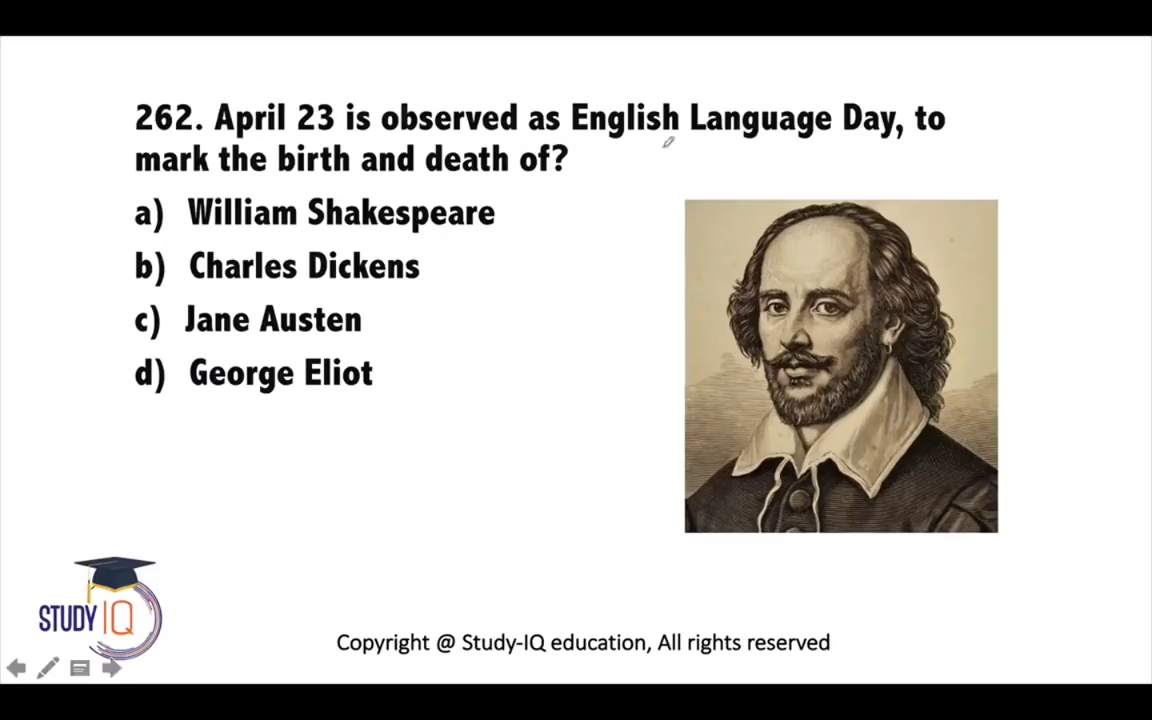 262. April 23 is observed as English Language Day, to
mark the birth and death of?
a) William Shakespeare
b) Charles Dickens
c) Jane Austen
d) George Eliot
STUDY IQ
Copyright @ Study-IQ education, All rights reserved